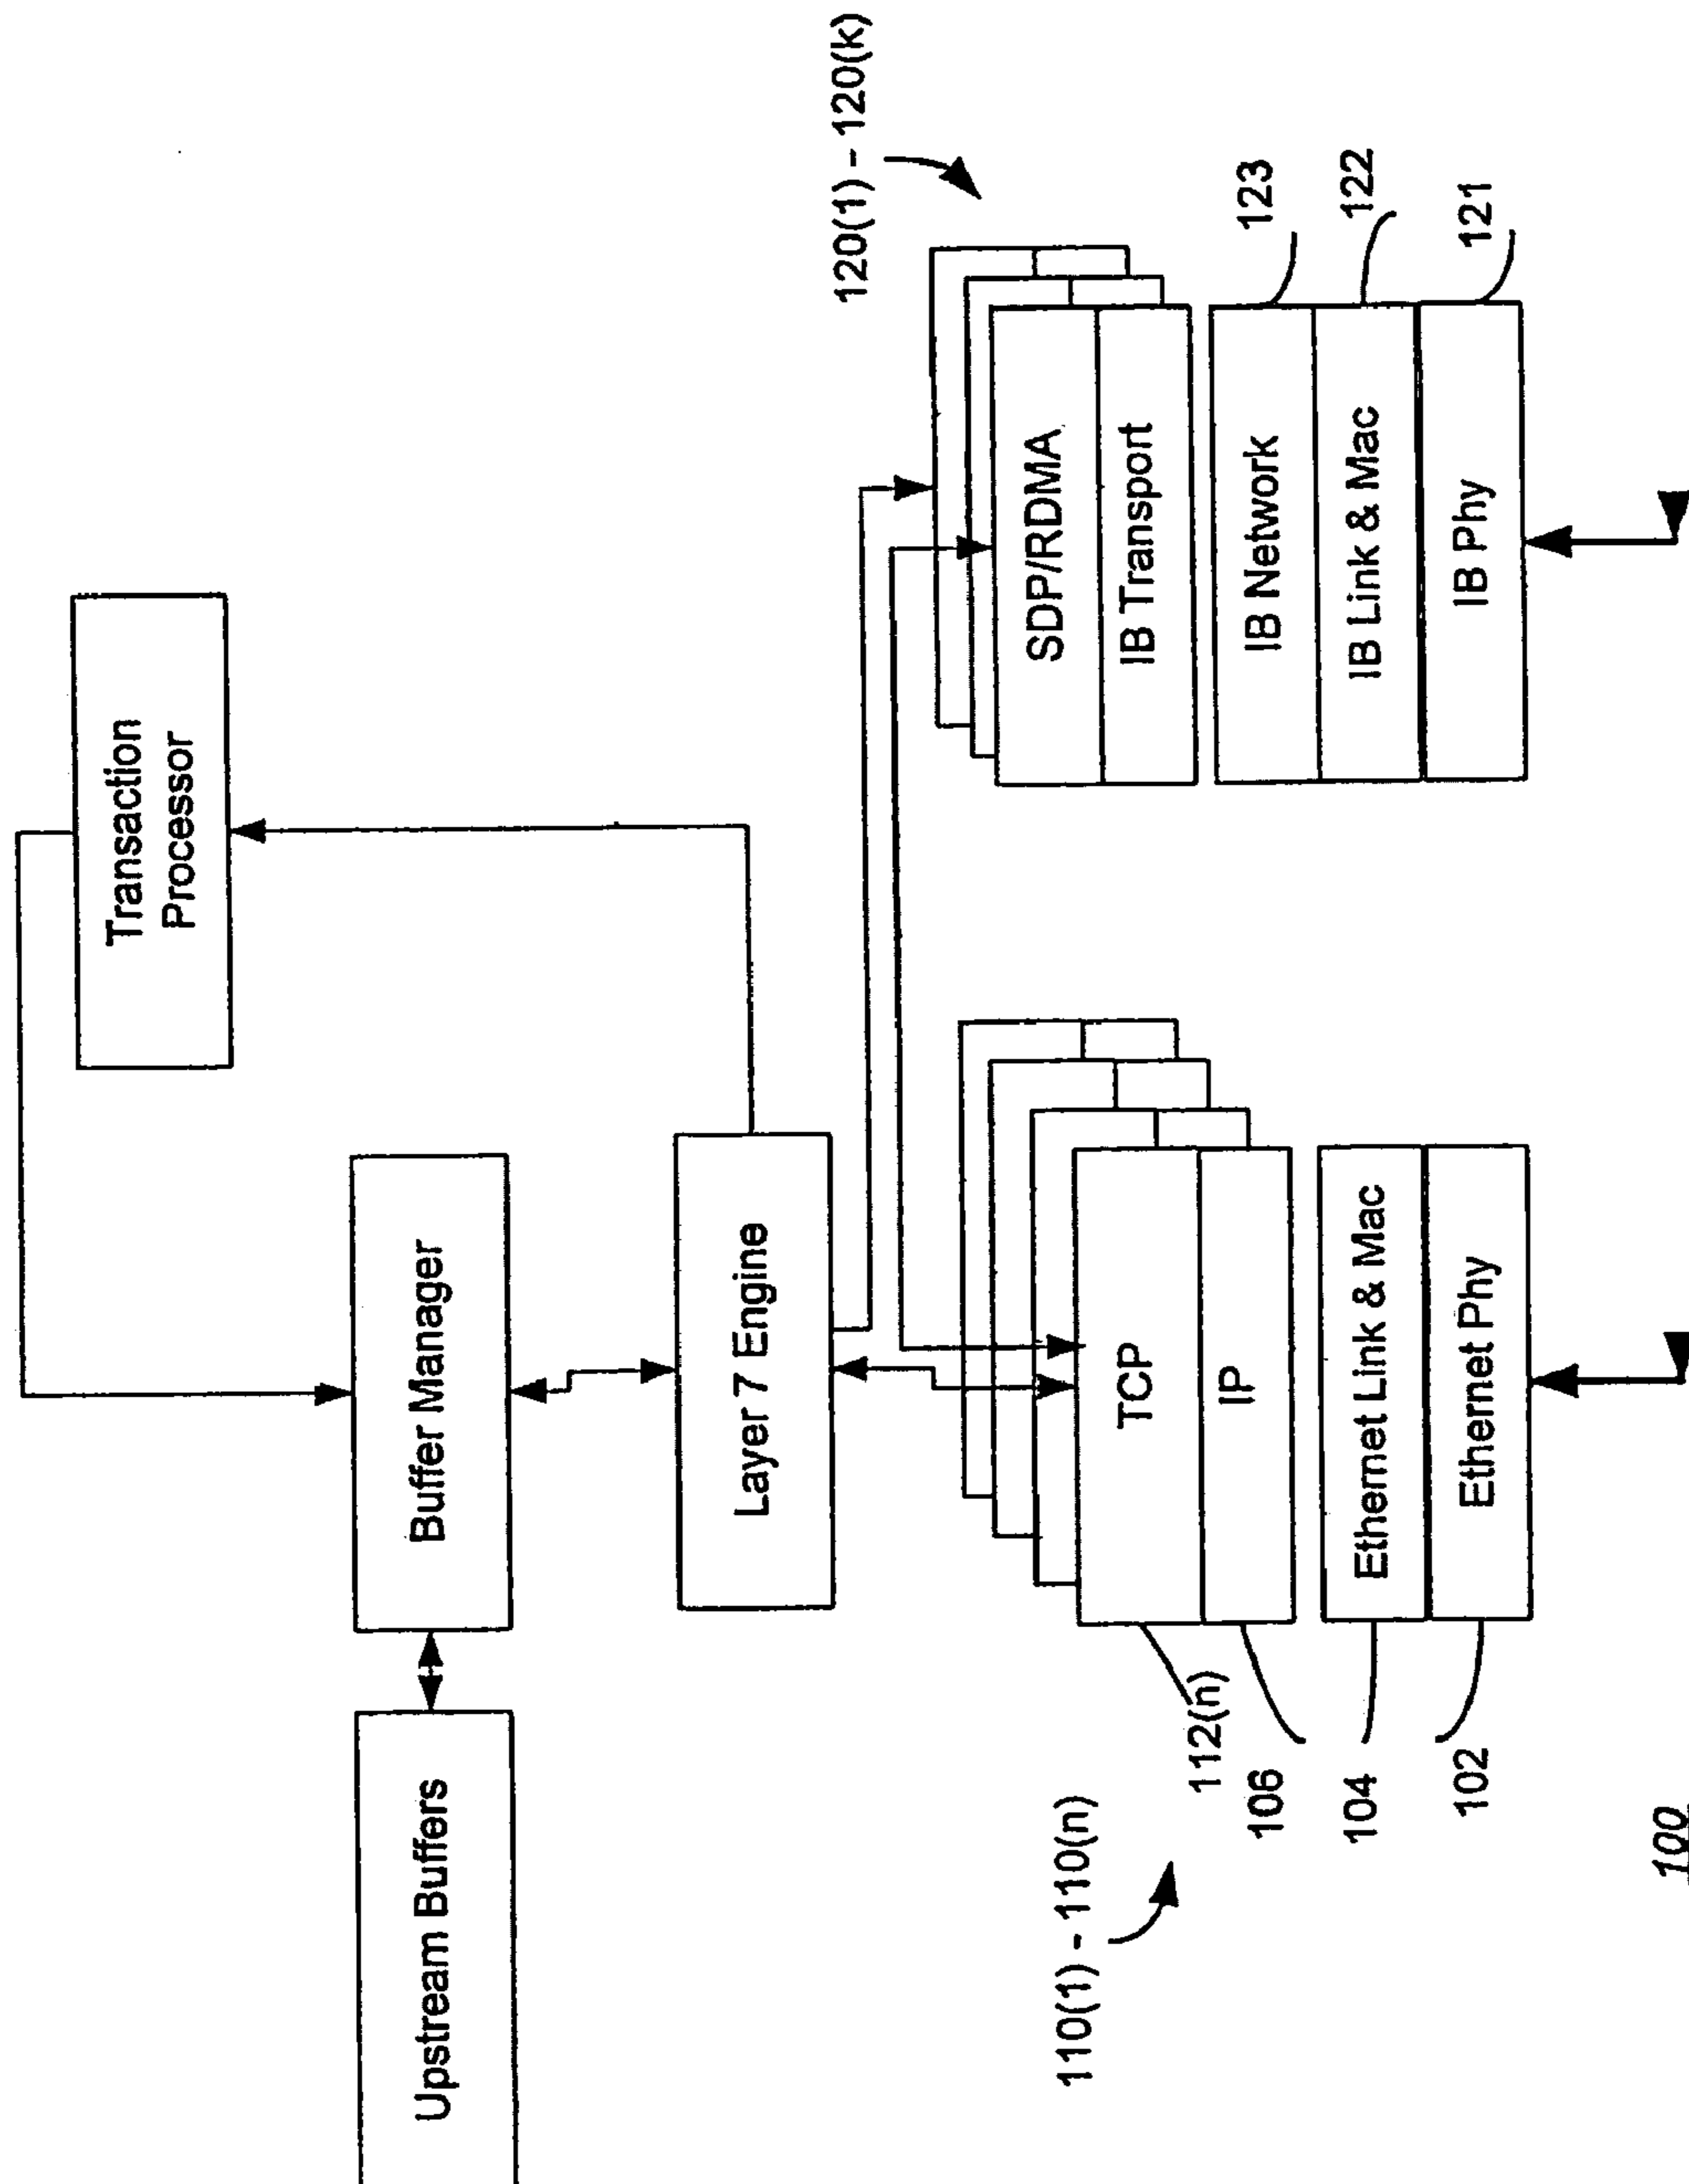 Transaction
Processor
Upstream Buffers
Buffer Manager
Layer 7 Engine
120(1) - 120(k)
SDP/RDMA
IB Transport
IB Network
IB Link & Mac
IB Phy
123
122
121
110(1) - 110(n)
TCP
IP
Ethernet Link & Mac
Ethernet Phy
112(n)
106
104
102
100